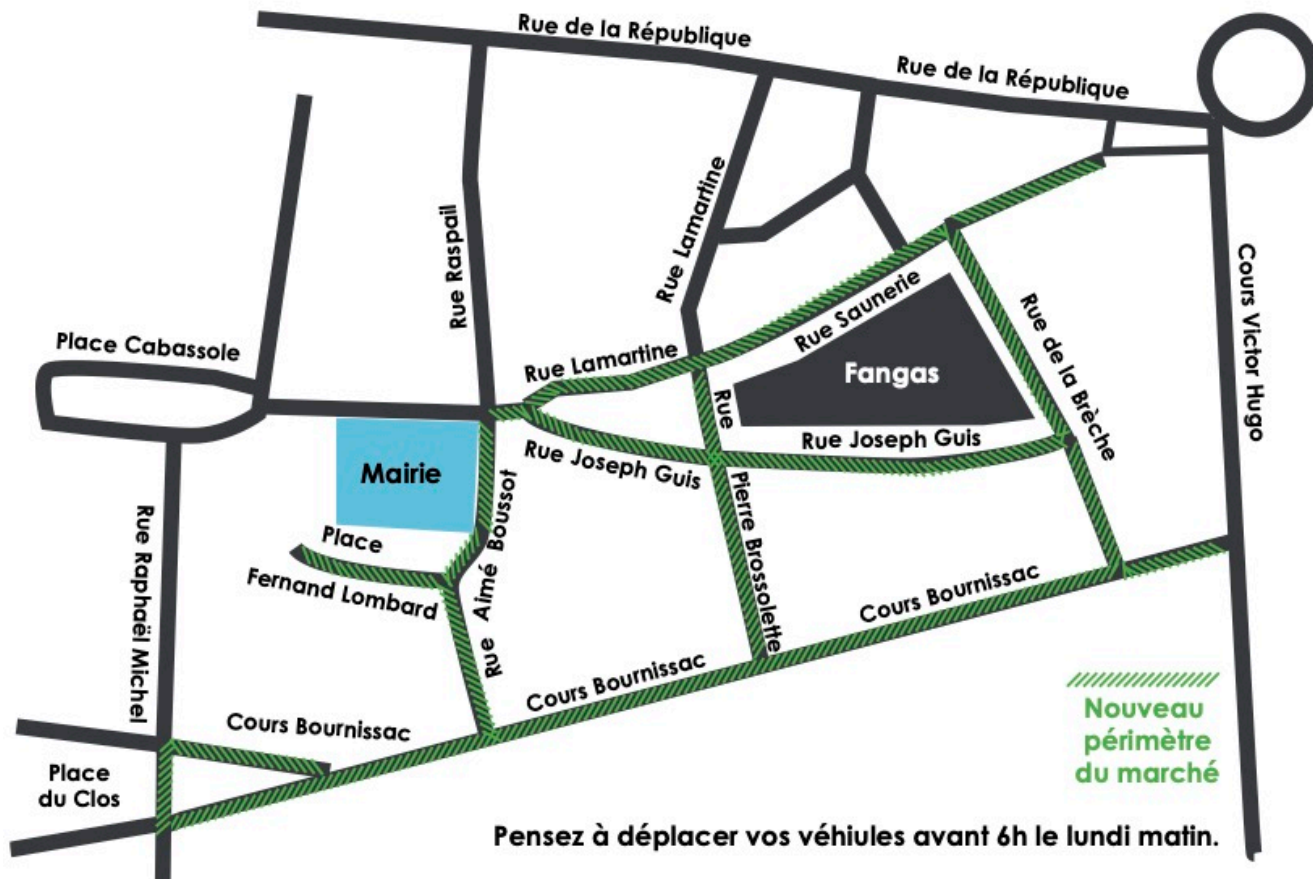 Rue de la République
Rue de la République
Rue Raspail
Rue Lamartine
Cours Victor Hugo
Place Cabassole
Rue Lamartine
Rue Saunerie
Rue de la Brèche
Fangas
Rue
Pierre Brossolette
Rue Joseph Guis
Rue Joseph Guis
Mairie
Rue Raphaël Michel
Place
Fernand Lombard
Rue Aimé Boussot
Cours Bournissac
Cours Bournissac
Cours Bournissac
Place
du Clos
Nouveau
périmètre
du marché
Pensez à déplacer vos véhiules avant 6h le lundi matin.